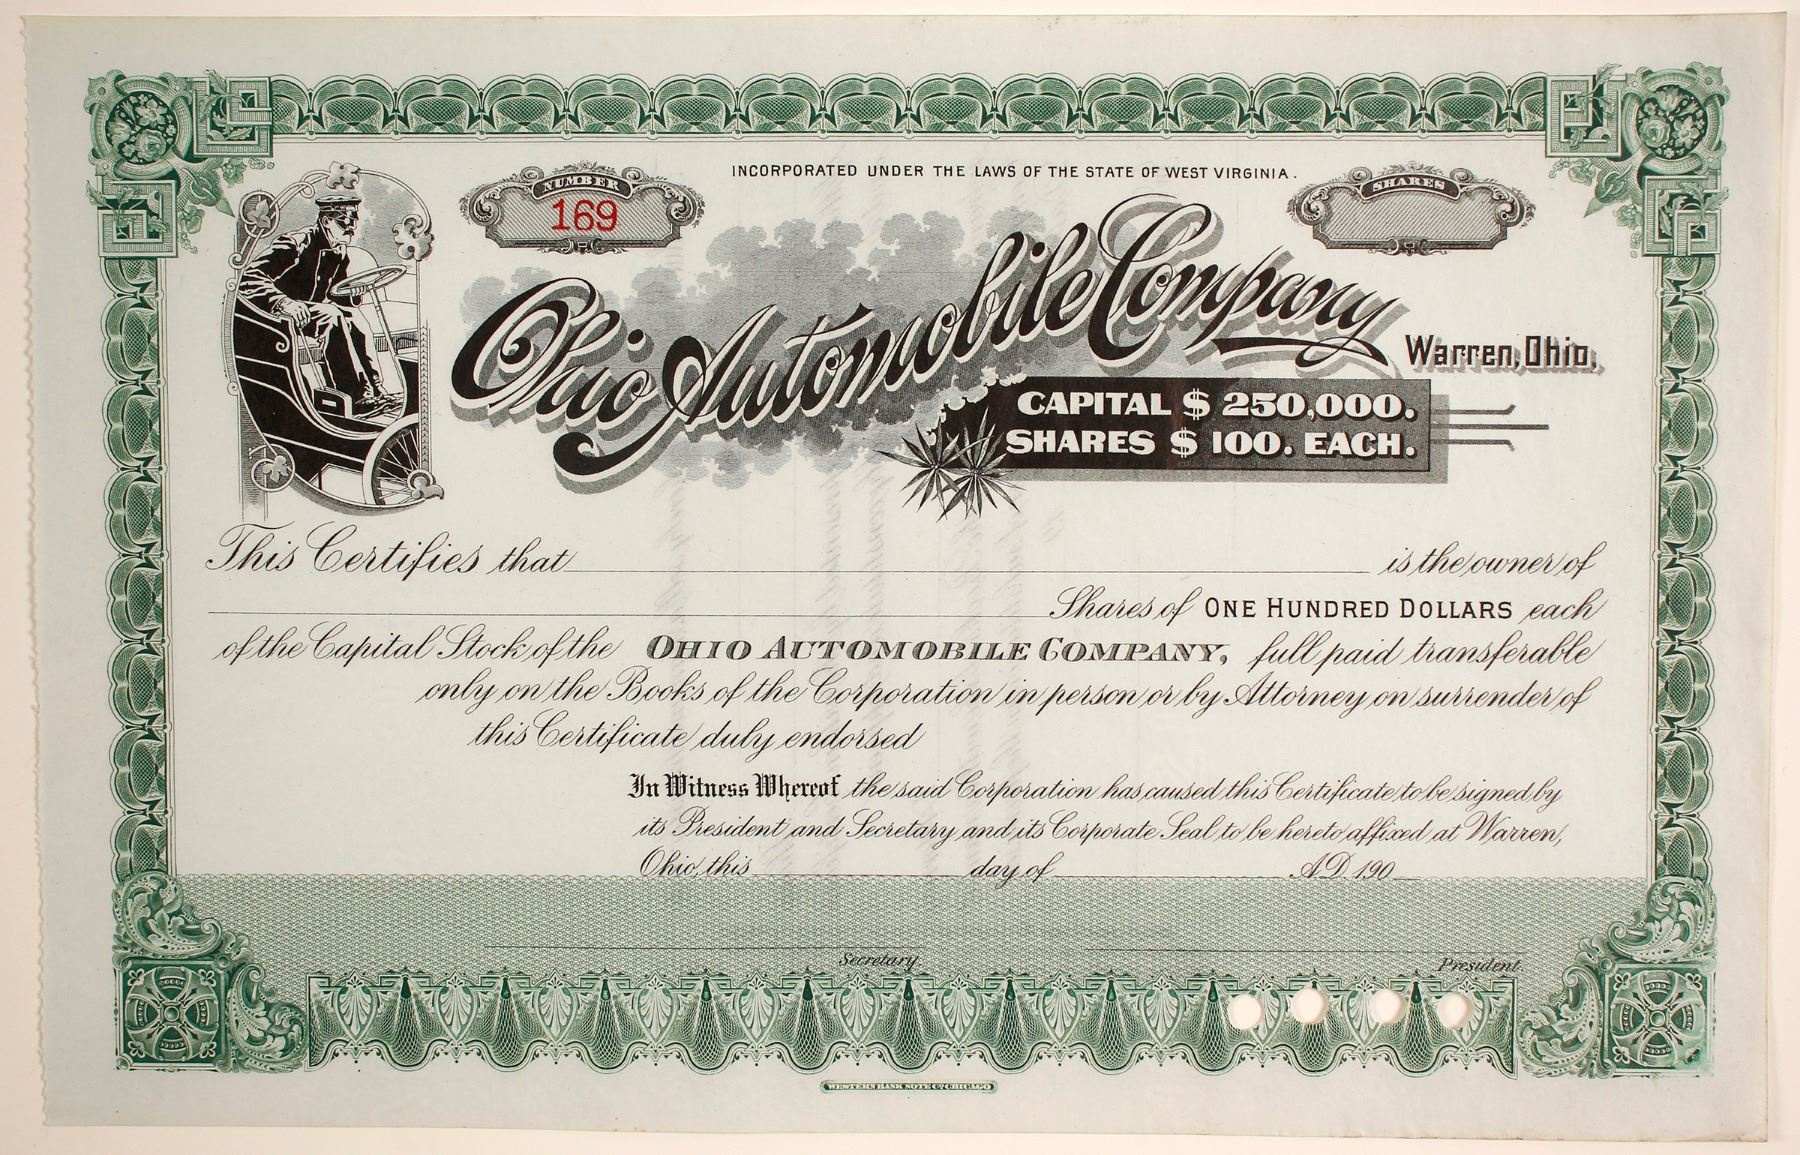 INCORPORATED UNDER THE LAWS OF THE STATE OF WEST VIRGINIA.
NUMBER
169
SHARES
Ohio Automobile Company
Warren, Ohio,
CAPITAL $ 250,000.
SHARES $ 100. EACH.
This Certifies that is the owner of
Shares of ONE HUNDRED DOLLARS each
of the Capital Stock of the OHIO AUTOMOBILE COMPANY, full paid transferable
only on the Books of the Corporation in person or by Attorney on surrender of
this Certificate duly endorsed
In Witness Whereof the said Corporation has caused this Certificate to be signed by
its President and Secretary and its Corporate Seal to be hereto affixed at Warren,
Ohio, this day of A.D. 190
Secretary.
President
WESTERN BANK NOTE CO. CHICAGO